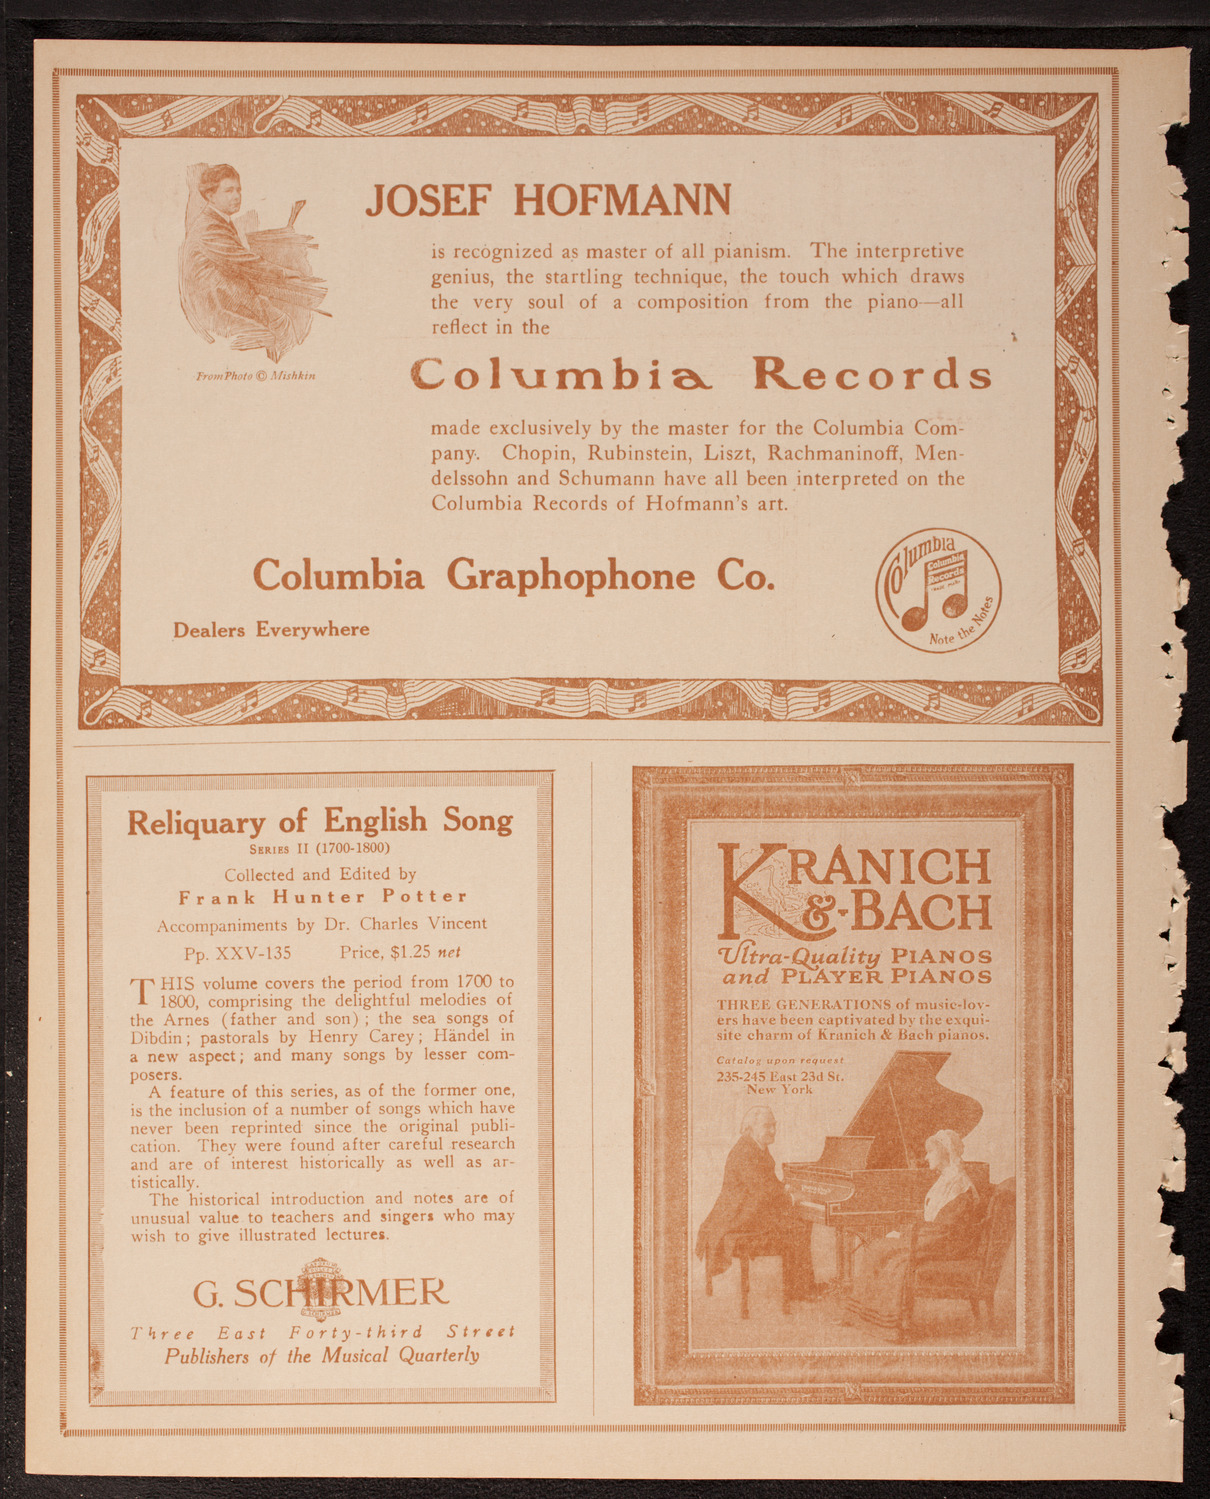 JOSEF HOFMANN
is recognized as master of all pianism. The interpretive
genius, the startling technique, the touch which draws
the very soul of a composition from the piano—all
reflect in the
From Photo © Mishkin
Columbia Records
made exclusively by the master for the Columbia Com-
pany. Chopin, Rubinstein, Liszt, Rachmaninoff, Men-
delssohn and Schumann have all been interpreted on the
Columbia Records of Hofmann's art.
Columbia Graphophone Co.
Dealers Everywhere
Columbia
Columbia
Records
Note the Notes
Reliquary of English Song
SERIES II (1700-1800)
Collected and Edited by
Frank Hunter Potter
Accompaniments by Dr. Charles Vincent
Pp. XXV-135 Price, $1.25 net
THIS volume covers the period from 1700 to
1800, comprising the delightful melodies of
the Arnes (father and son); the sea songs of
Dibdin; pastorals by Henry Carey; Händel in
a new aspect; and many songs by lesser com-
posers.
A feature of this series, as of the former one,
is the inclusion of a number of songs which have
never been reprinted since the original publi-
cation. They were found after careful research
and are of interest historically as well as ar-
tistically.
The historical introduction and notes are of
unusual value to teachers and singers who may
wish to give illustrated lectures.
G. SCHIRMER
Three East Forty-third Street
Publishers of the Musical Quarterly
KRANICH
&-BACH
Ultra-Quality PIANOS
and PLAYER PIANOS
THREE GENERATIONS of music-lov-
ers have been captivated by the exqui-
site charm of Kranich & Bach pianos.
Catalog upon request
235-245 East 23d St.
New York